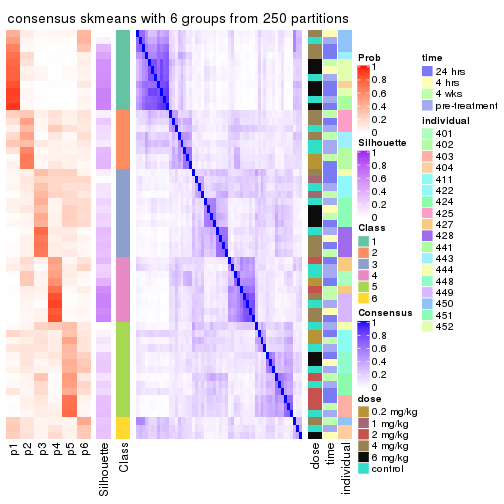 consensus skmeans with 6 groups from 250 partitions
Prob
1
0.8
0.6
0.4
0.2
0
Silhouette
1
0.8
0.6
0.4
0.2
0
Class
1
2
3
4
5
6
Consensus
1
0.8
0.6
0.4
0.2
0
dose
0.2 mg/kg
1 mg/kg
2 mg/kg
4 mg/kg
6 mg/kg
control
time
24 hrs
4 hrs
4 wks
pre-treatment
individual
401
402
403
404
411
422
424
425
427
428
441
443
444
448
449
450
451
452
p1
p2
p3
p4
p5
p6
Silhouette
Class
dose
time
individual